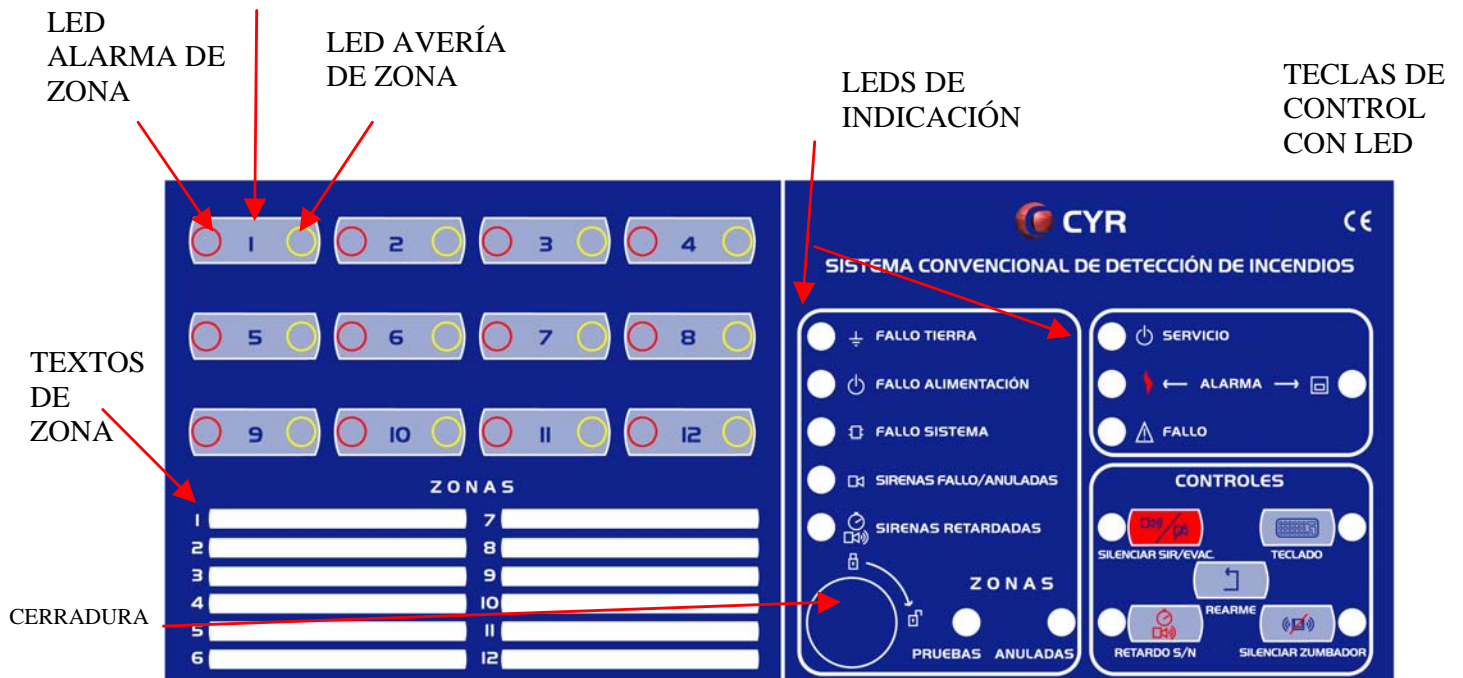 LED
ALARMA DE
ZONA
LED AVERÍA
DE ZONA
LEDS DE
INDICACIÓN
TECLAS DE
CONTROL
CON LED
TEXTOS
DE
ZONA
CERRADURA
1 2 3 4
5 6 7 8
9 10 11 12
ZONAS
1 7
2 8
3 9
4 10
5 11
6 12
CYR CE
SISTEMA CONVENCIONAL DE DETECCIÓN DE INCENDIOS
FALLO TIERRA
FALLO ALIMENTACIÓN
FALLO SISTEMA
SIRENAS FALLO/ANULADAS
SIRENAS RETARDADAS
ZONAS
PRUEBAS ANULADAS
SERVICIO
← ALARMA →
FALLO
CONTROLES
SILENCIAR SIR/EVAC. TECLADO
REARME
RETARDO S/N SILENCIAR ZUMBADOR